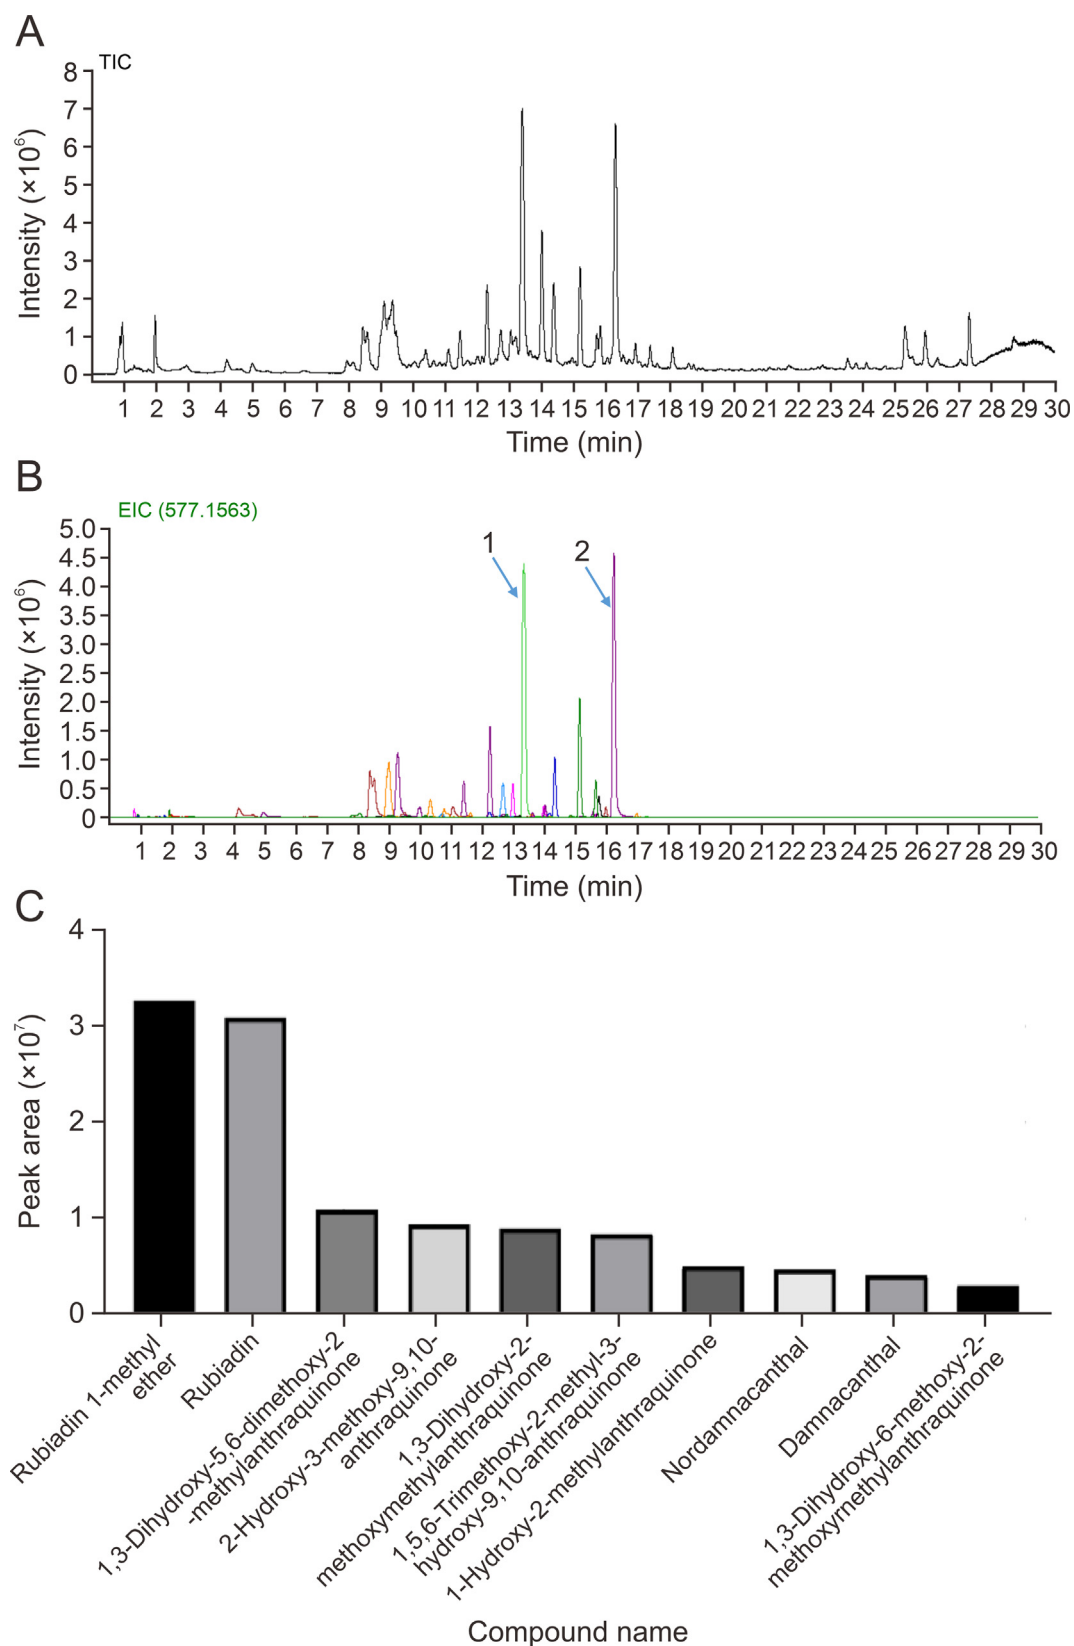 A
TIC
Intensity (×10⁶)
8
7
6
5
4
3
2
1
0
1 2 3 4 5 6 7 8 9 10 11 12 13 14 15 16 17 18 19 20 21 22 23 24 25 26 27 28 29 30
Time (min)
B
EIC (577.1563)
1
2
Intensity (×10⁶)
5.0
4.5
4.0
3.5
3.0
2.5
2.0
1.5
1.0
0.5
0
1 2 3 4 5 6 7 8 9 10 11 12 13 14 15 16 17 18 19 20 21 22 23 24 25 26 27 28 29 30
Time (min)
C
Peak area (×10⁷)
4
3
2
1
0
Rubiadin 1-methyl
ether
Rubiadin
1,3-Dihydroxy-5,6-dimethoxy-2
-methylanthraquinone
2-Hydroxy-3-methoxy-9,10-
anthraquinone
1,3-Dihydroxy-2-
methoxymethylanthraquinone
1,5,6-Trimethoxy-2-methyl-3-
hydroxy-9,10-anthraquinone
1-Hydroxy-2-methylanthraquinone
Nordamnacanthal
Damnacanthal
1,3-Dihydroxy-6-methoxy-2-
methoxyrnethylanthraquinone
Compound name